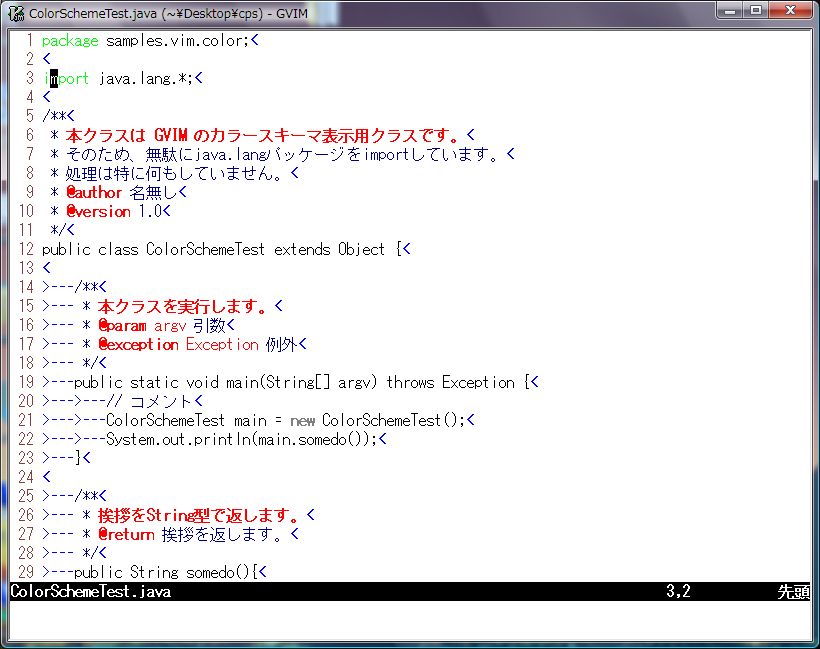 ColorSchemeTest.java (~¥Desktop¥cps) - GVIM
1 package samples.vim.color;<
2 <
3 import java.lang.*;<
4 <
5 /**<
6  * 本クラスは GVIM のカラースキーマ表示用クラスです。<
7  * そのため、無駄にjava.langパッケージをimportしています。<
8  * 処理は特に何もしていません。<
9  * @author 名無し<
10  * @version 1.0<
11  */<
12 public class ColorSchemeTest extends Object {<
13 <
14 >---/**<
15 >--- * 本クラスを実行します。<
16 >--- * @param argv 引数<
17 >--- * @exception Exception 例外<
18 >--- */<
19 >---public static void main(String[] argv) throws Exception {<
20 >--->---// コメント<
21 >--->---ColorSchemeTest main = new ColorSchemeTest();<
22 >--->---System.out.println(main.somedo());<
23 >---}<
24 <
25 >---/**<
26 >--- * 挨拶をString型で返します。<
27 >--- * @return 挨拶を返します。<
28 >--- */<
29 >---public String somedo(){<
ColorSchemeTest.java 3,2 先頭